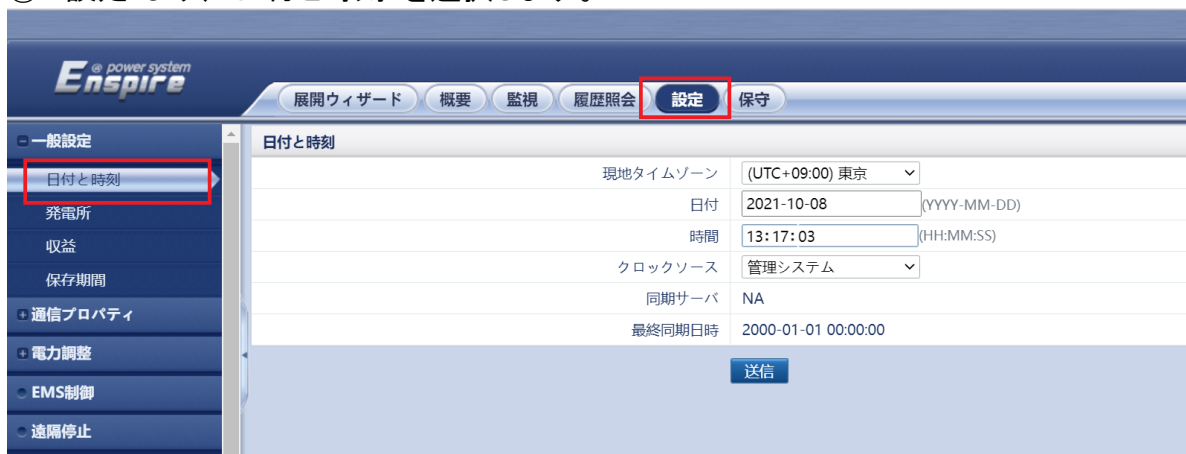 @ power system
Enspire
展開ウィザード 概要 監視 履歴照会 設定 保守
一般設定
日付と時刻
発電所
収益
保存期間
通信プロパティ
電力調整
EMS制御
遠隔停止
日付と時刻
現地タイムゾーン (UTC+09:00) 東京
日付 2021-10-08 (YYYY-MM-DD)
時間 13:17:03 (HH:MM:SS)
クロックソース 管理システム
同期サーバ NA
最終同期日時 2000-01-01 00:00:00
送信